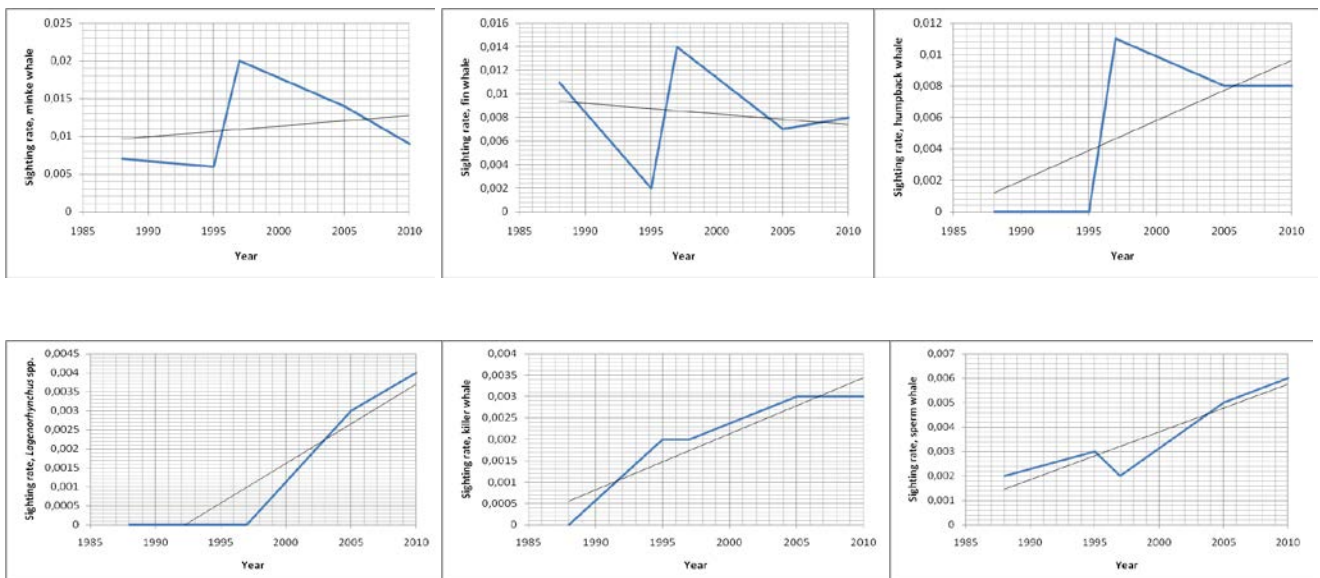 Sighting rate, minke whale
0,025
0,02
0,015
0,01
0,005
0
1985 1990 1995 2000 2005 2010
Year
Sighting rate, fin whale
0,016
0,014
0,012
0,01
0,008
0,006
0,004
0,002
0
1985 1990 1995 2000 2005 2010
Year
Sighting rate, humpback whale
0,012
0,01
0,008
0,006
0,004
0,002
0
1985 1990 1995 2000 2005 2010
Year
Sighting rate, Lagenorhynchus spp.
0,0045
0,004
0,0035
0,003
0,0025
0,002
0,0015
0,001
0,0005
0
1985 1990 1995 2000 2005 2010
Year
Sighting rate, killer whale
0,004
0,0035
0,003
0,0025
0,002
0,0015
0,001
0,0005
0
1985 1990 1995 2000 2005 2010
Year
Sighting rate, sperm whale
0,007
0,006
0,005
0,004
0,003
0,002
0,001
0
1985 1990 1995 2000 2005 2010
Year